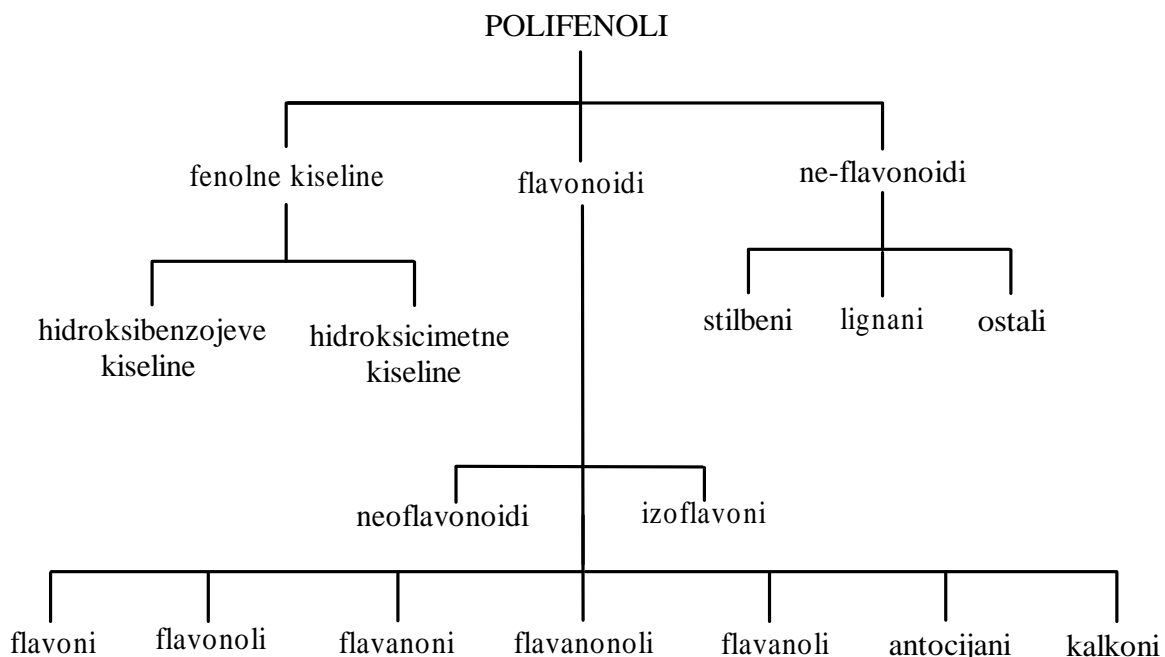 POLIFENOLI
fenolne kiseline
flavonoidi
ne-flavonoidi
hidroksibenzojeve
kiseline
hidroksicimetne
kiseline
stilbeni
lignani
ostali
neoflavonoidi
izoflavoni
flavoni
flavonoli
flavanoni
flavanonoli
flavanoli
antocijani
kalkoni